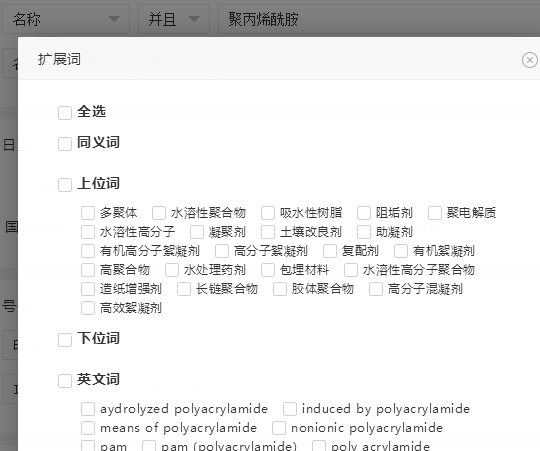 名称 并且 聚丙烯酰胺
扩展词
全选
同义词
日
上位词
多聚体 水溶性聚合物 吸水性树脂 阻垢剂 聚电解质
国
水溶性高分子 凝聚剂 土壤改良剂 助凝剂
有机高分子絮凝剂 高分子絮凝剂 复配剂 有机絮凝剂
高聚合物 水处理药剂 包埋材料 水溶性高分子聚合物
造纸增强剂 长链聚合物 胶体聚合物 高分子混凝剂
号
高效絮凝剂
下位词
英文词
aydrolyzed polyacrylamide induced by polyacrylamide
means of polyacrylamide nonionic polyacrylamide
pam pam (polyacrylamide) poly acrylamide